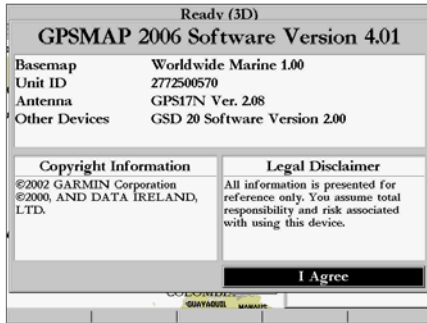 Ready (3D)
GPSMAP 2006 Software Version 4.01
Basemap Worldwide Marine 1.00
Unit ID 2772500570
Antenna GPS17N Ver. 2.08
Other Devices GSD 20 Software Version 2.00
Copyright Information
©2002 GARMIN Corporation
©2000, AND DATA IRELAND,
LTD.
Legal Disclaimer
All information is presented for
reference only. You assume total
responsibility and risk associated
with using this device.
I Agree
COLOMBIA
GUAYAQUIL MANAUS